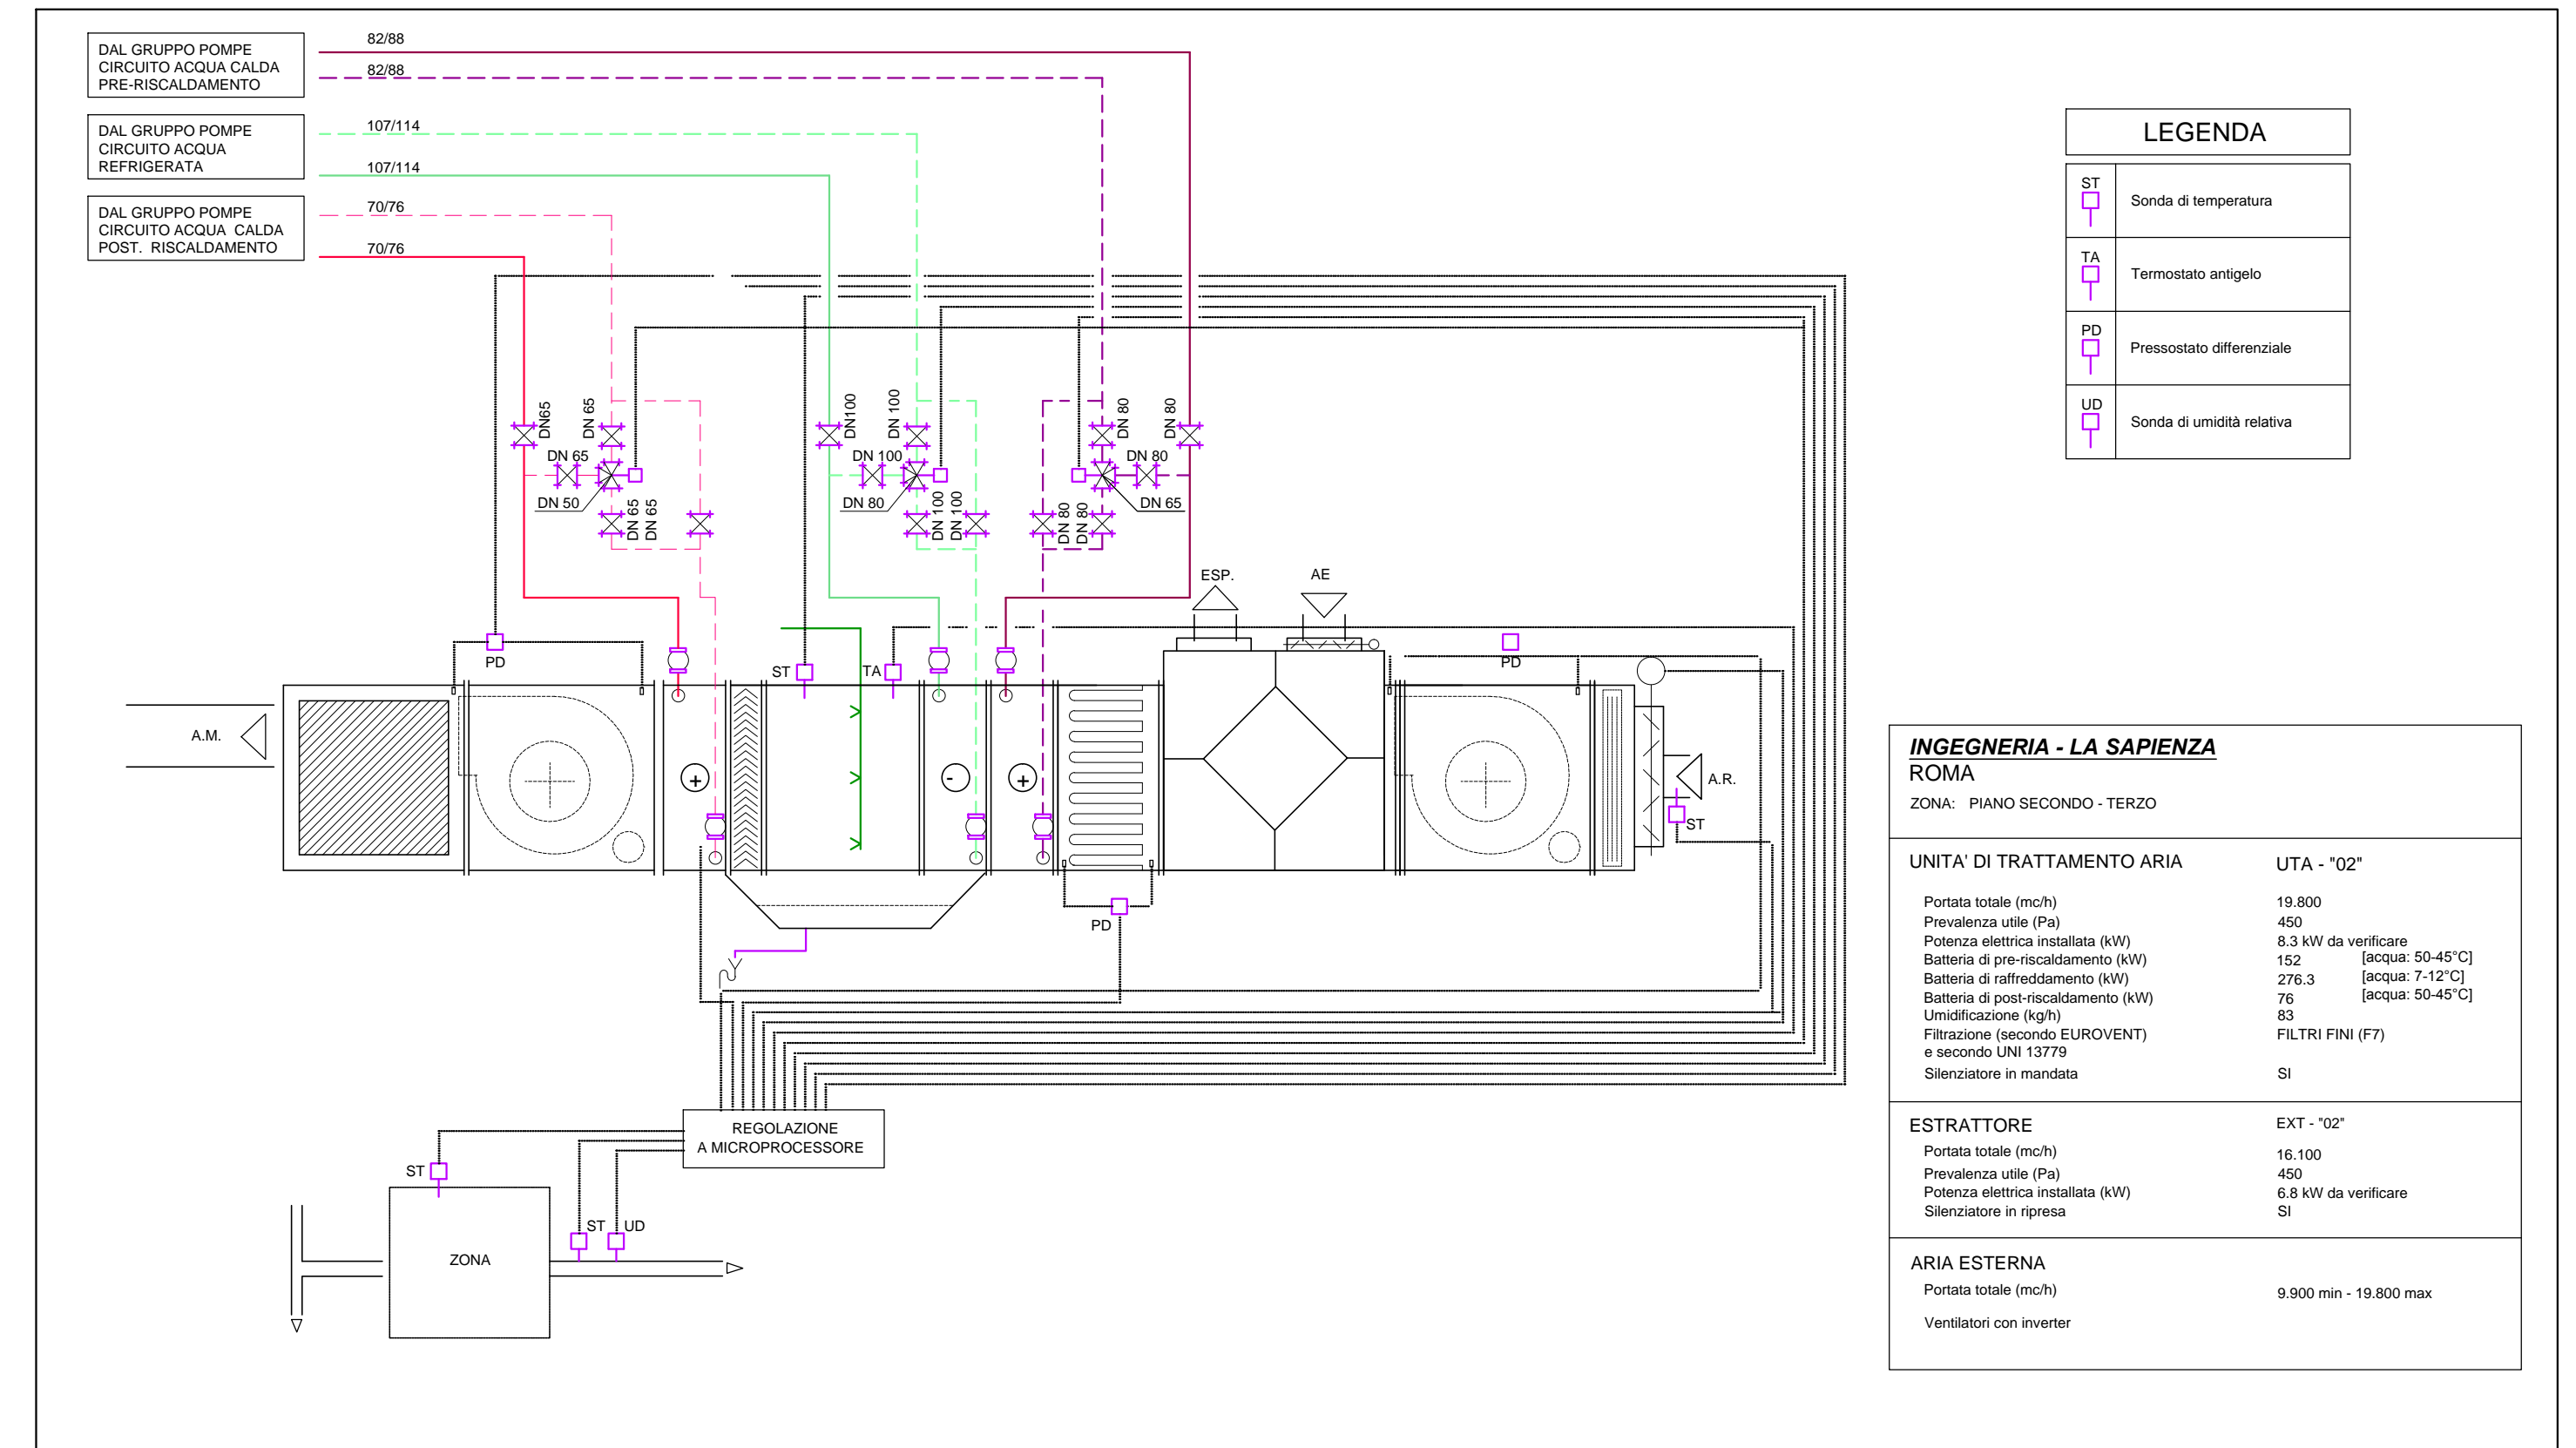 DAL GRUPPO POMPE
CIRCUITO ACQUA CALDA
PRE-RISCALDAMENTO
82/88
82/88
DAL GRUPPO POMPE
CIRCUITO ACQUA
REFRIGERATA
107/114
107/114
DAL GRUPPO POMPE
CIRCUITO ACQUA CALDA
POST. RISCALDAMENTO
70/76
70/76
LEGENDA
ST
Sonda di temperatura
TA
Termostato antigelo
PD
Pressostato differenziale
UD
Sonda di umidità relativa
DN65
DN 65
DN 65
DN 50
DN 65
DN 65
DN100
DN 100
DN 100
DN 80
DN 100
DN 100
DN 80
DN 80
DN 80
DN 65
DN 80
DN 80
ESP.
AE
PD
ST
TA
PD
A.M.
+
-
+
A.R.
ST
PD
REGOLAZIONE
A MICROPROCESSORE
ST
ST
UD
ZONA
INGEGNERIA - LA SAPIENZA
ROMA
ZONA: PIANO SECONDO - TERZO
UNITA' DI TRATTAMENTO ARIA UTA - "02"
Portata totale (mc/h) 19.800
Prevalenza utile (Pa) 450
Potenza elettrica installata (kW) 8.3 kW da verificare
Batteria di pre-riscaldamento (kW) 152 [acqua: 50-45°C]
Batteria di raffreddamento (kW) 276.3 [acqua: 7-12°C]
Batteria di post-riscaldamento (kW) 76 [acqua: 50-45°C]
Umidificazione (kg/h) 83
Filtrazione (secondo EUROVENT) FILTRI FINI (F7)
e secondo UNI 13779
Silenziatore in mandata SI
ESTRATTORE EXT - "02"
Portata totale (mc/h) 16.100
Prevalenza utile (Pa) 450
Potenza elettrica installata (kW) 6.8 kW da verificare
Silenziatore in ripresa SI
ARIA ESTERNA
Portata totale (mc/h) 9.900 min - 19.800 max
Ventilatori con inverter